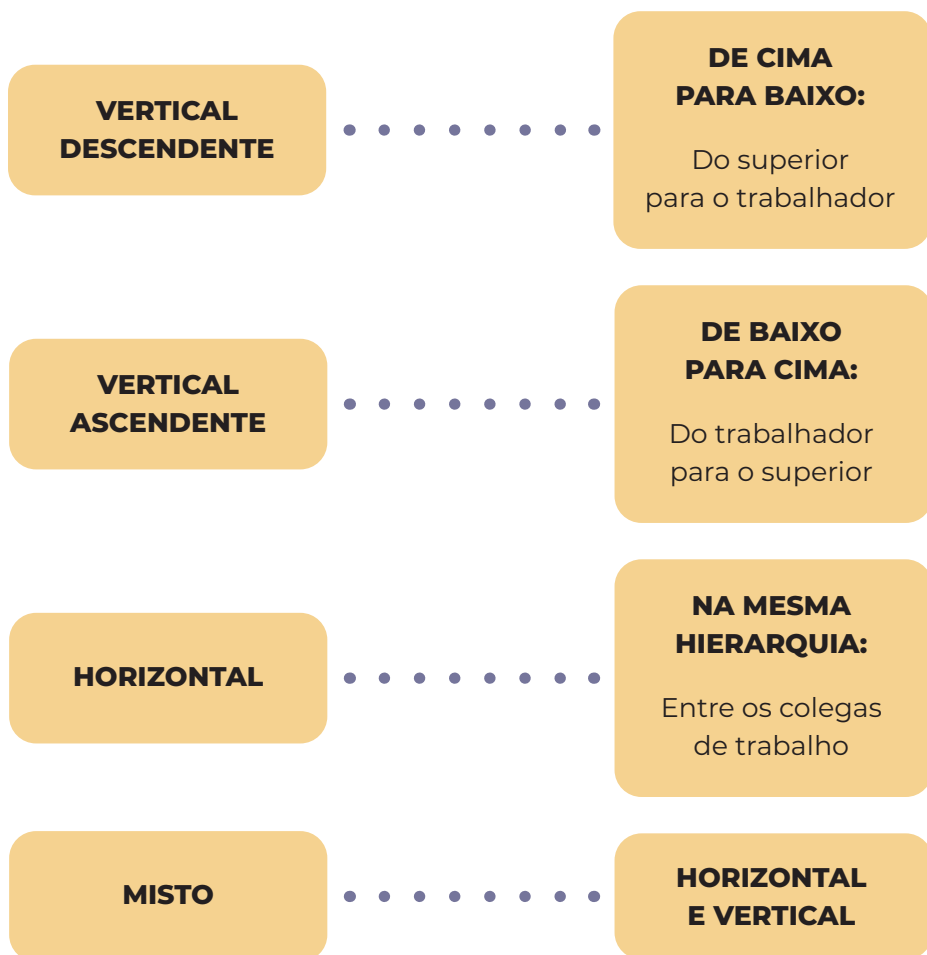 VERTICAL
DESCENDENTE
DE CIMA
PARA BAIXO:
Do superior
para o trabalhador
VERTICAL
ASCENDENTE
DE BAIXO
PARA CIMA:
Do trabalhador
para o superior
HORIZONTAL
NA MESMA
HIERARQUIA:
Entre os colegas
de trabalho
MISTO
HORIZONTAL
E VERTICAL